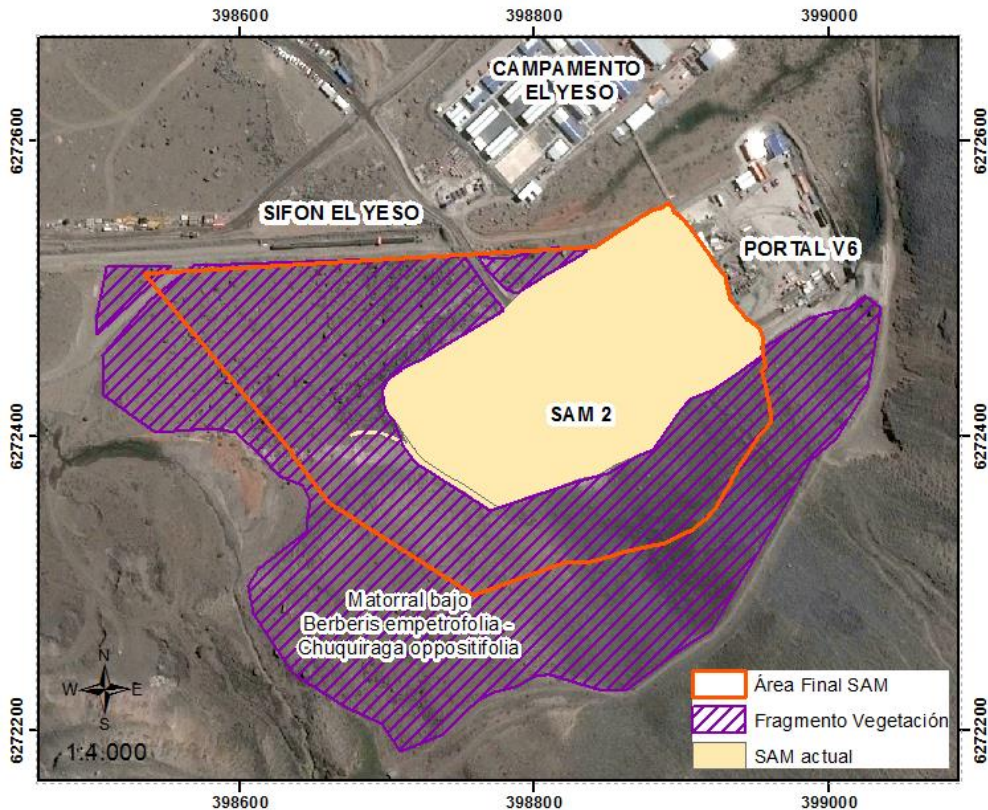 398600 398800 399000
CAMPAMENTO
EL YESO
6272600 6272600
SIFON EL YESO
PORTAL V6
SAM 2
6272400 6272400
Matorral bajo
Berberis empetrofolia -
Chuquiraga oppositifolia
N
W E
S
1:4.000
Área Final SAM
Fragmento Vegetación
SAM actual
6272200 6272200
398600 398800 399000